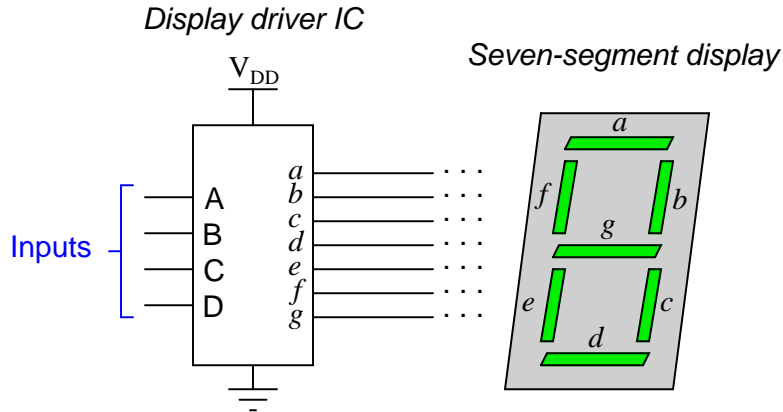 Display driver IC
Seven-segment display
VDD
Inputs
A
B
C
D
a
b
c
d
e
f
g
. . .
. . .
. . .
. . .
. . .
. . .
. . .
a
f
b
g
e
c
d